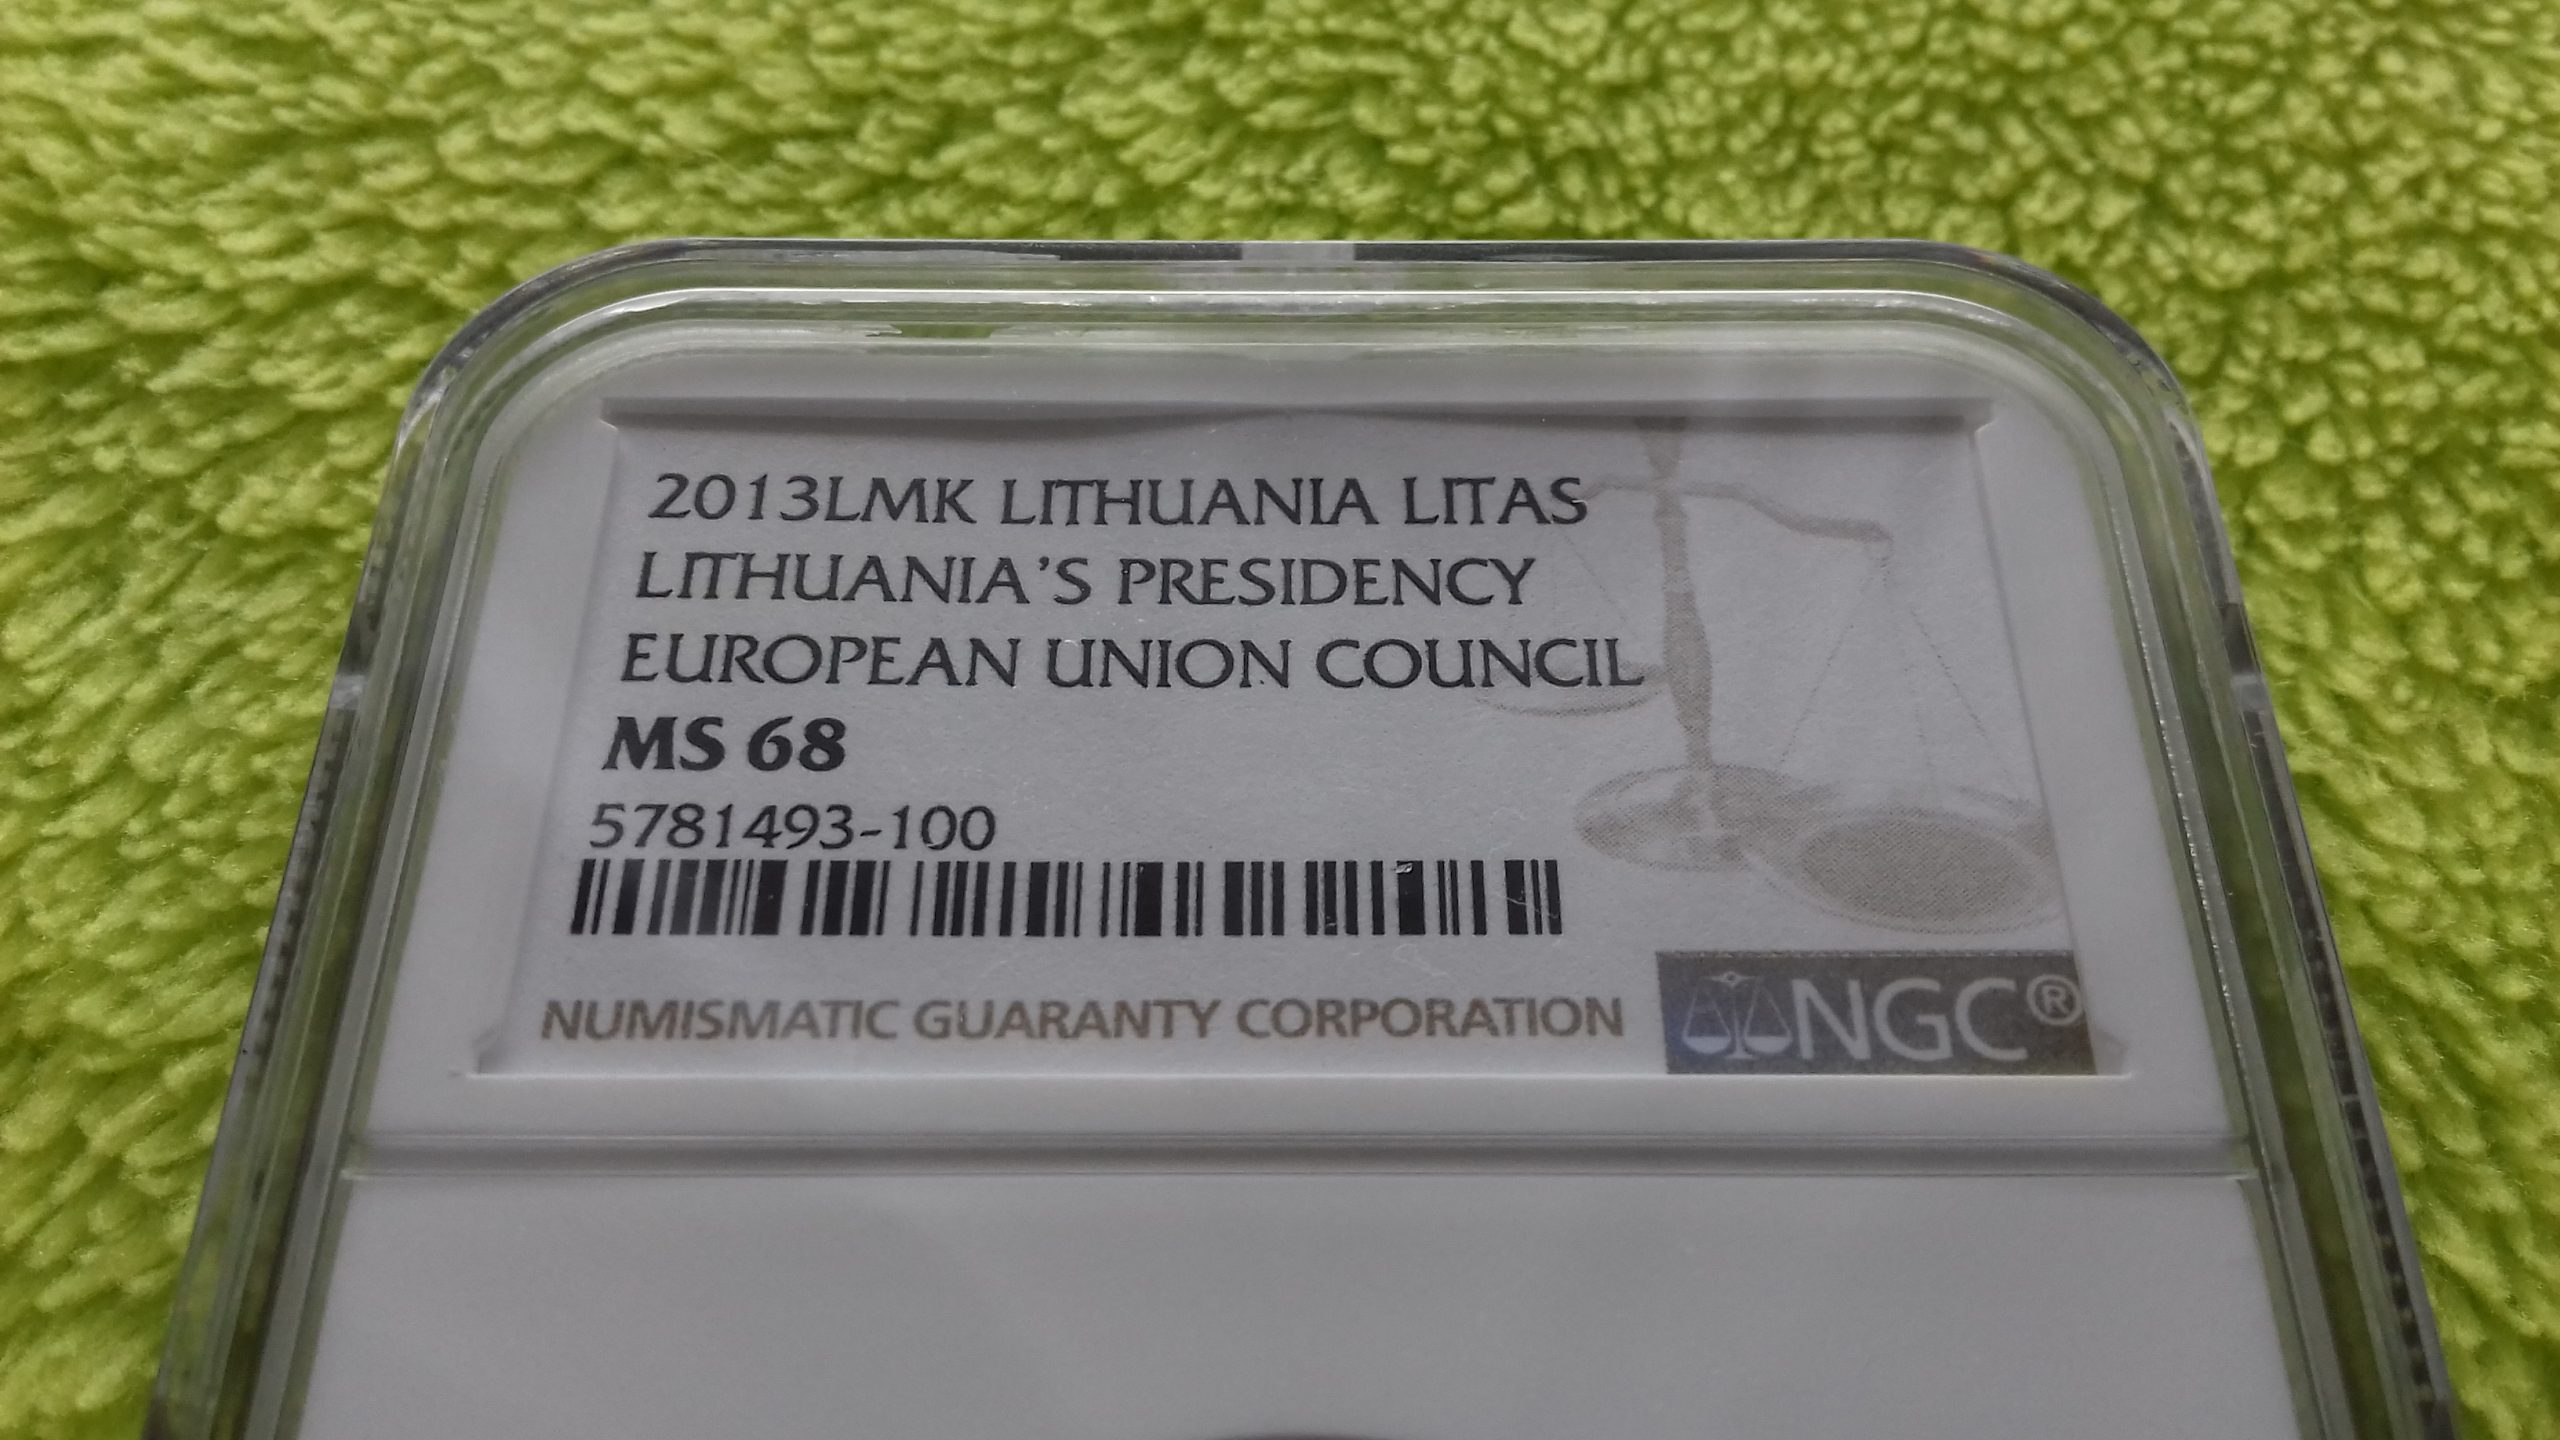 2013LMK LITHUANIA LITAS
LITHUANIA'S PRESIDENCY
EUROPEAN UNION COUNCIL
MS 68
5781493-100
NUMISMATIC GUARANTY CORPORATION
NGC®